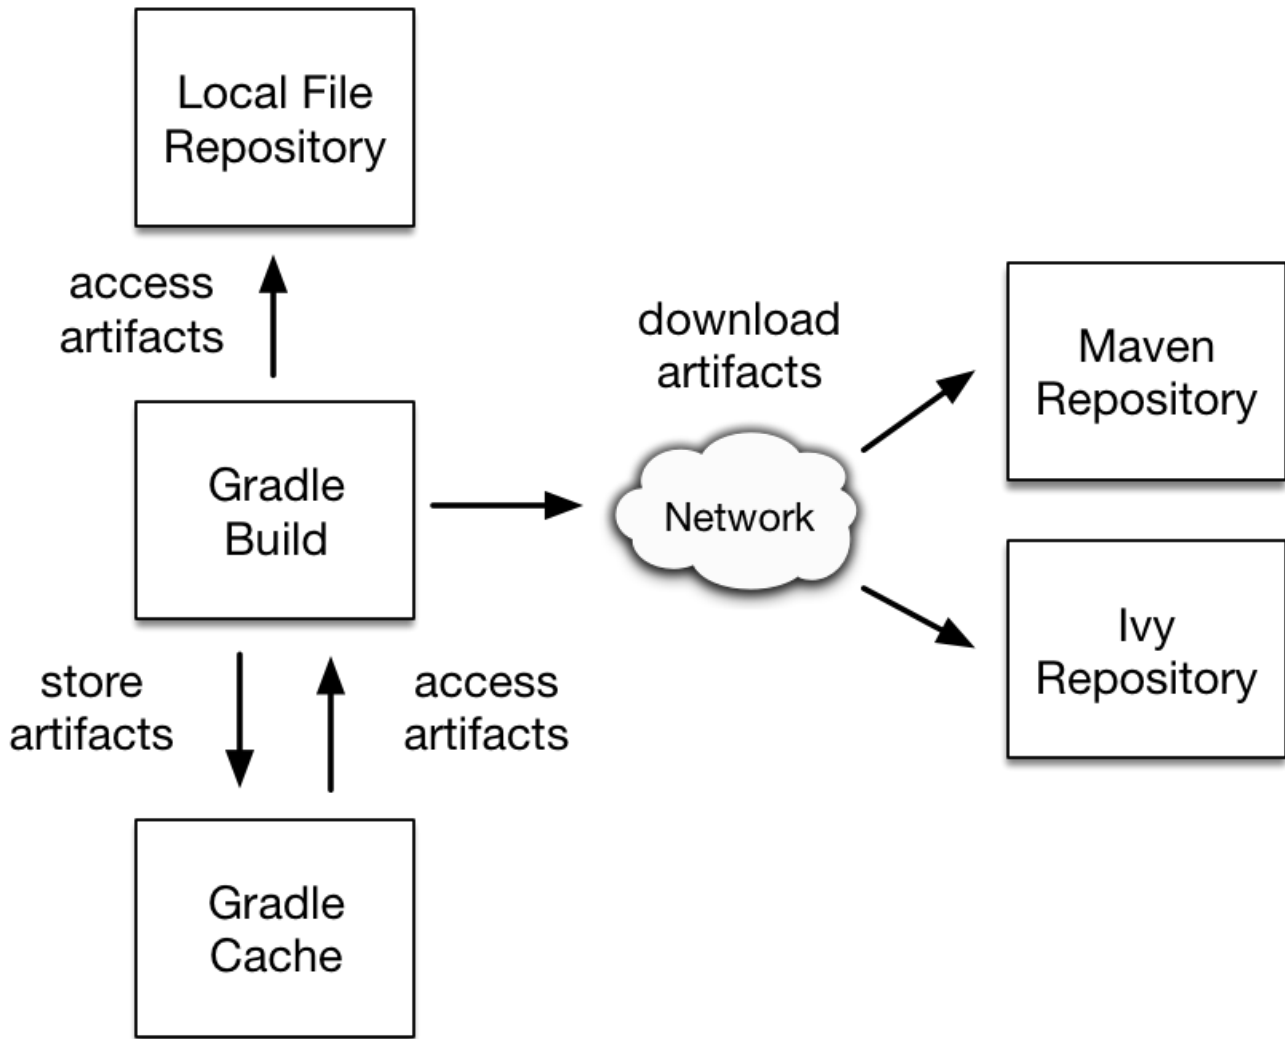 Local File
Repository
access
artifacts
download
artifacts
Maven
Repository
Gradle
Build
Network
Ivy
Repository
store
artifacts
access
artifacts
Gradle
Cache